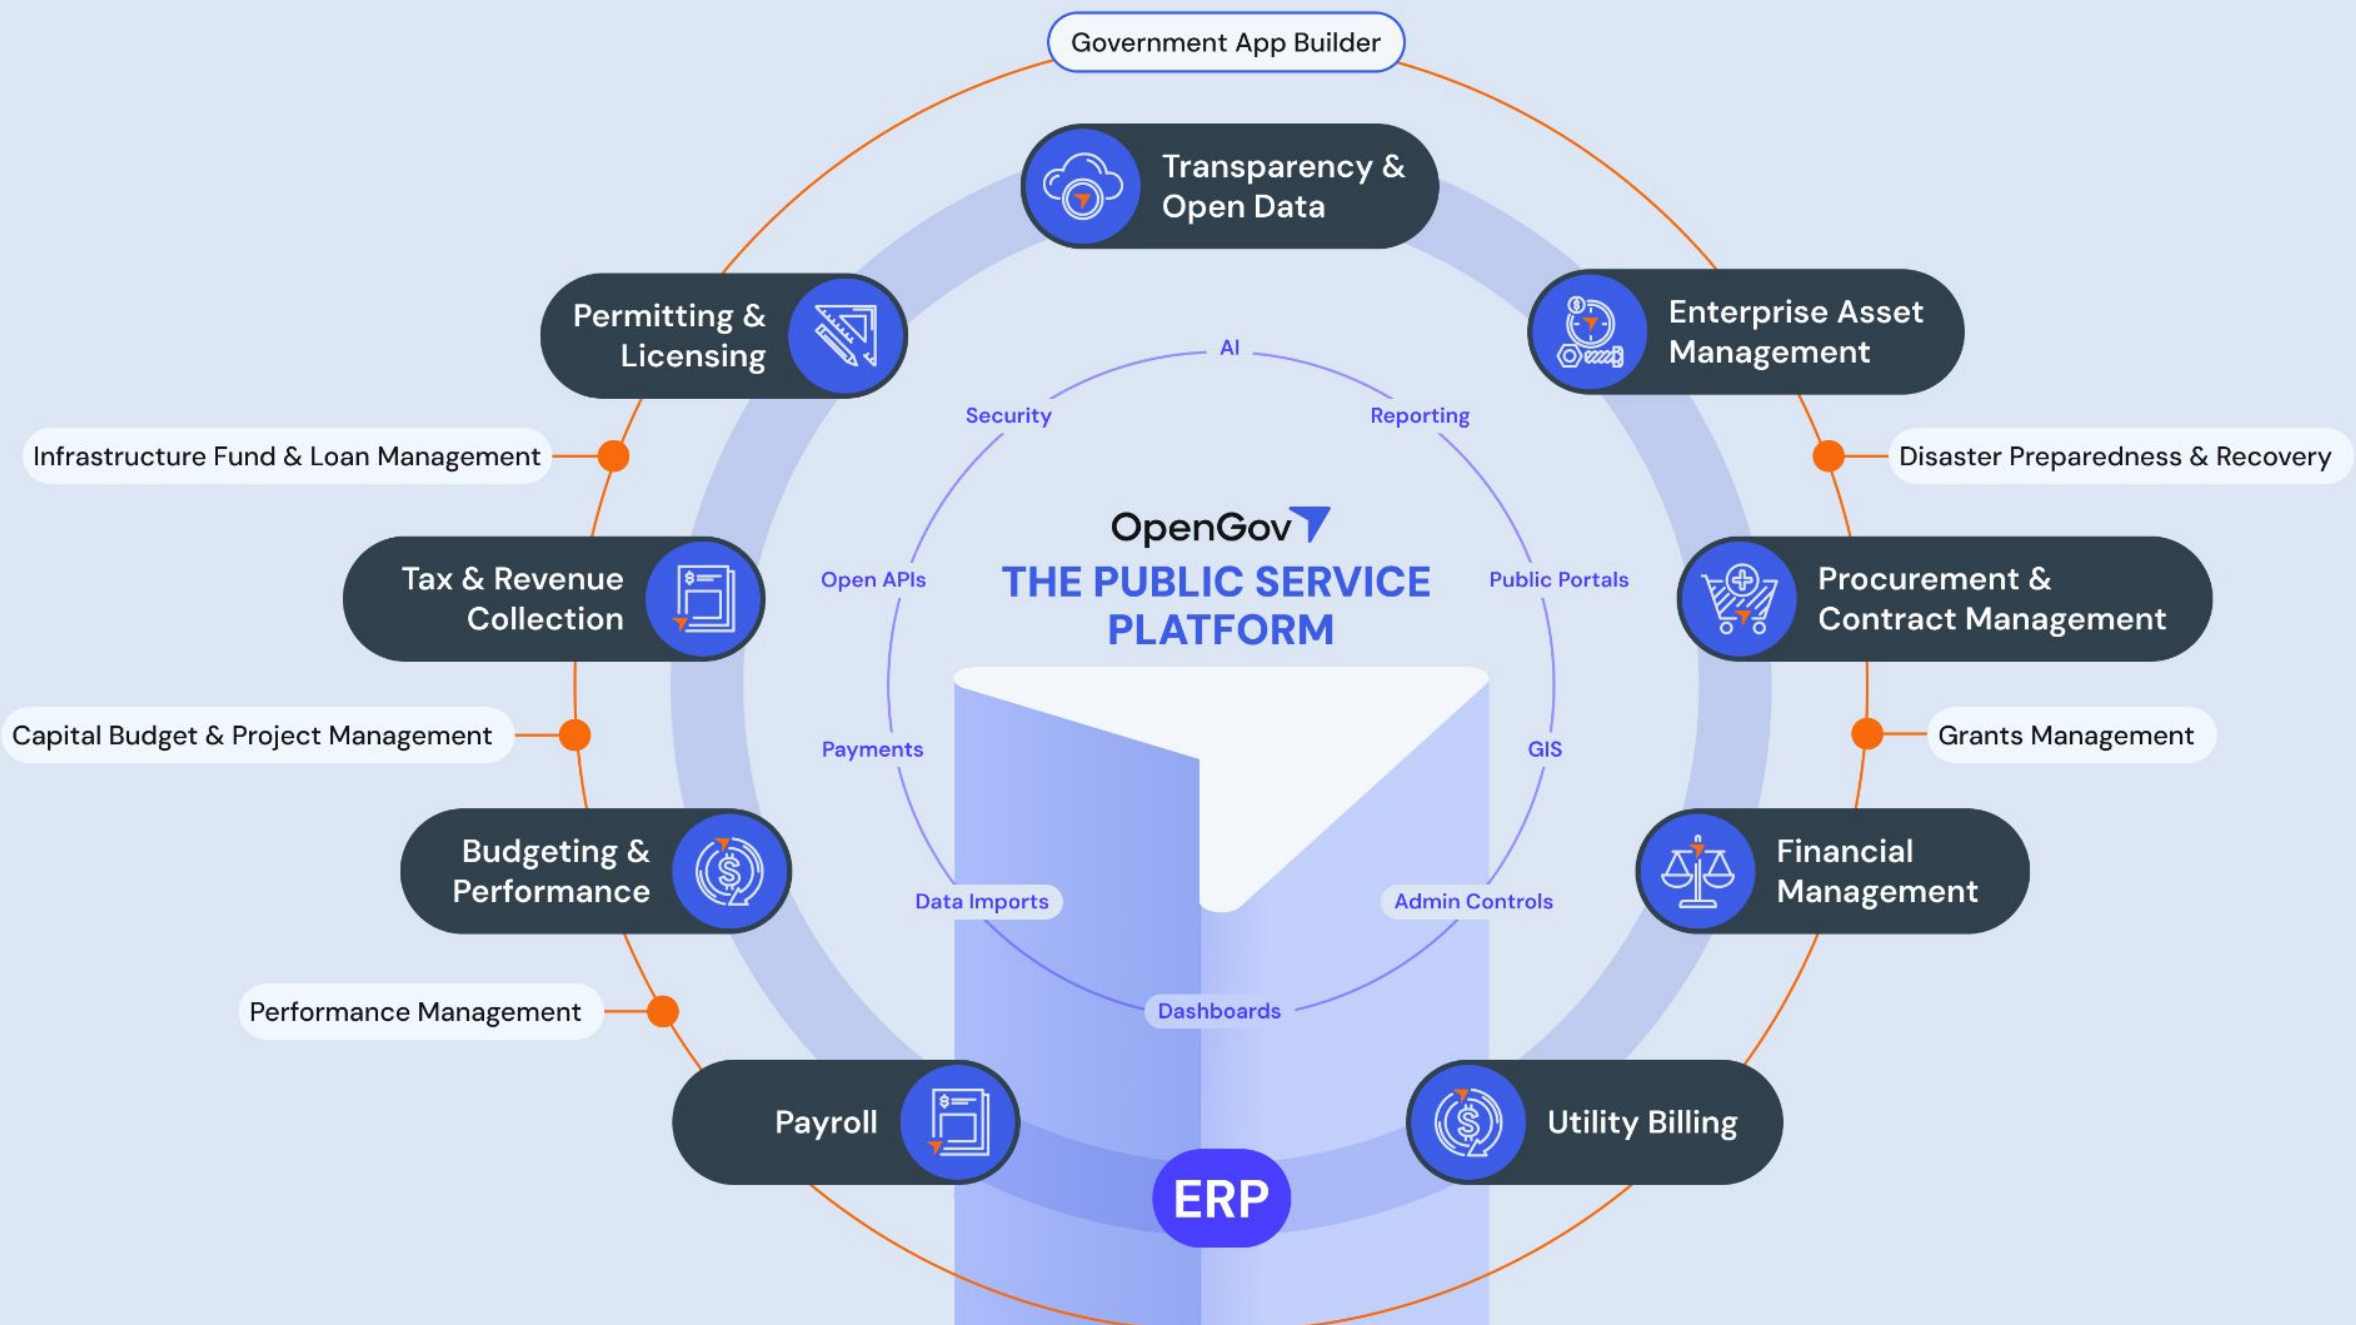 Government App Builder
Transparency &
Open Data
Permitting &
Licensing
Enterprise Asset
Management
AI
Security
Reporting
Infrastructure Fund & Loan Management
Disaster Preparedness & Recovery
OpenGov
THE PUBLIC SERVICE
PLATFORM
Tax & Revenue
Collection
Open APIs
Public Portals
Procurement &
Contract Management
Capital Budget & Project Management
Payments
GIS
Grants Management
Budgeting &
Performance
Data Imports
Admin Controls
Financial
Management
Performance Management
Dashboards
Payroll
Utility Billing
ERP